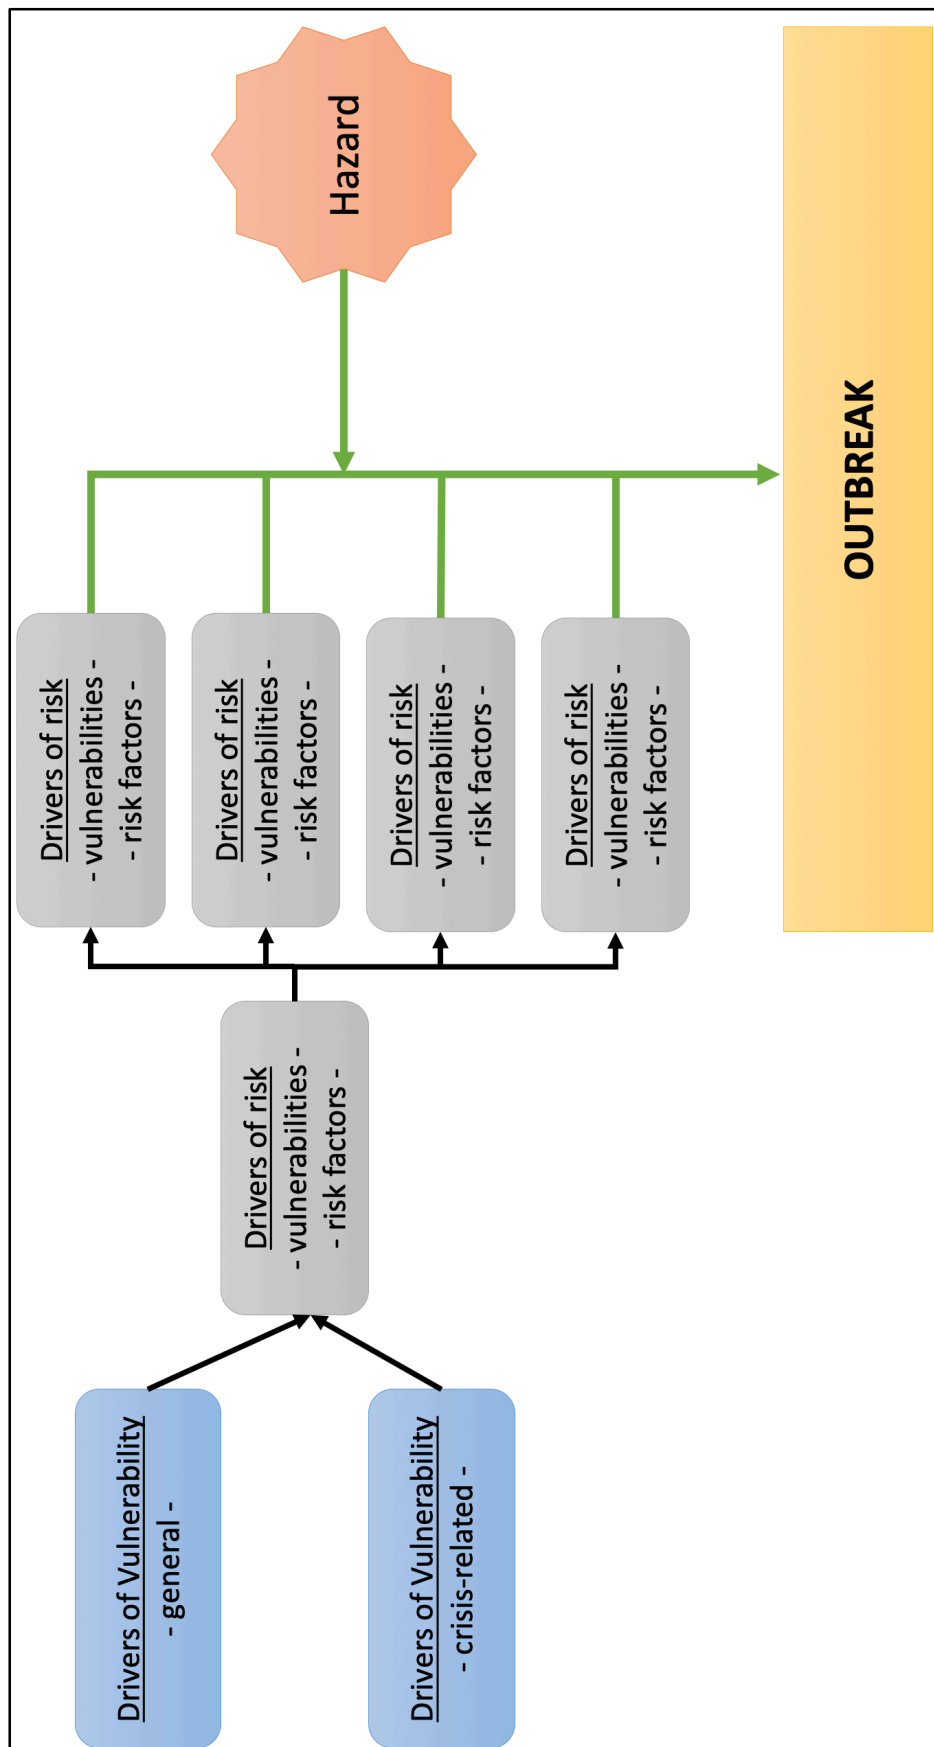 Drivers of Vulnerability
- general -
Drivers of Vulnerability
- crisis-related -
Drivers of risk
- vulnerabilities -
- risk factors -
Drivers of risk
- vulnerabilities -
- risk factors -
Drivers of risk
- vulnerabilities -
- risk factors -
Drivers of risk
- vulnerabilities -
- risk factors -
Drivers of risk
- vulnerabilities -
- risk factors -
Hazard
OUTBREAK